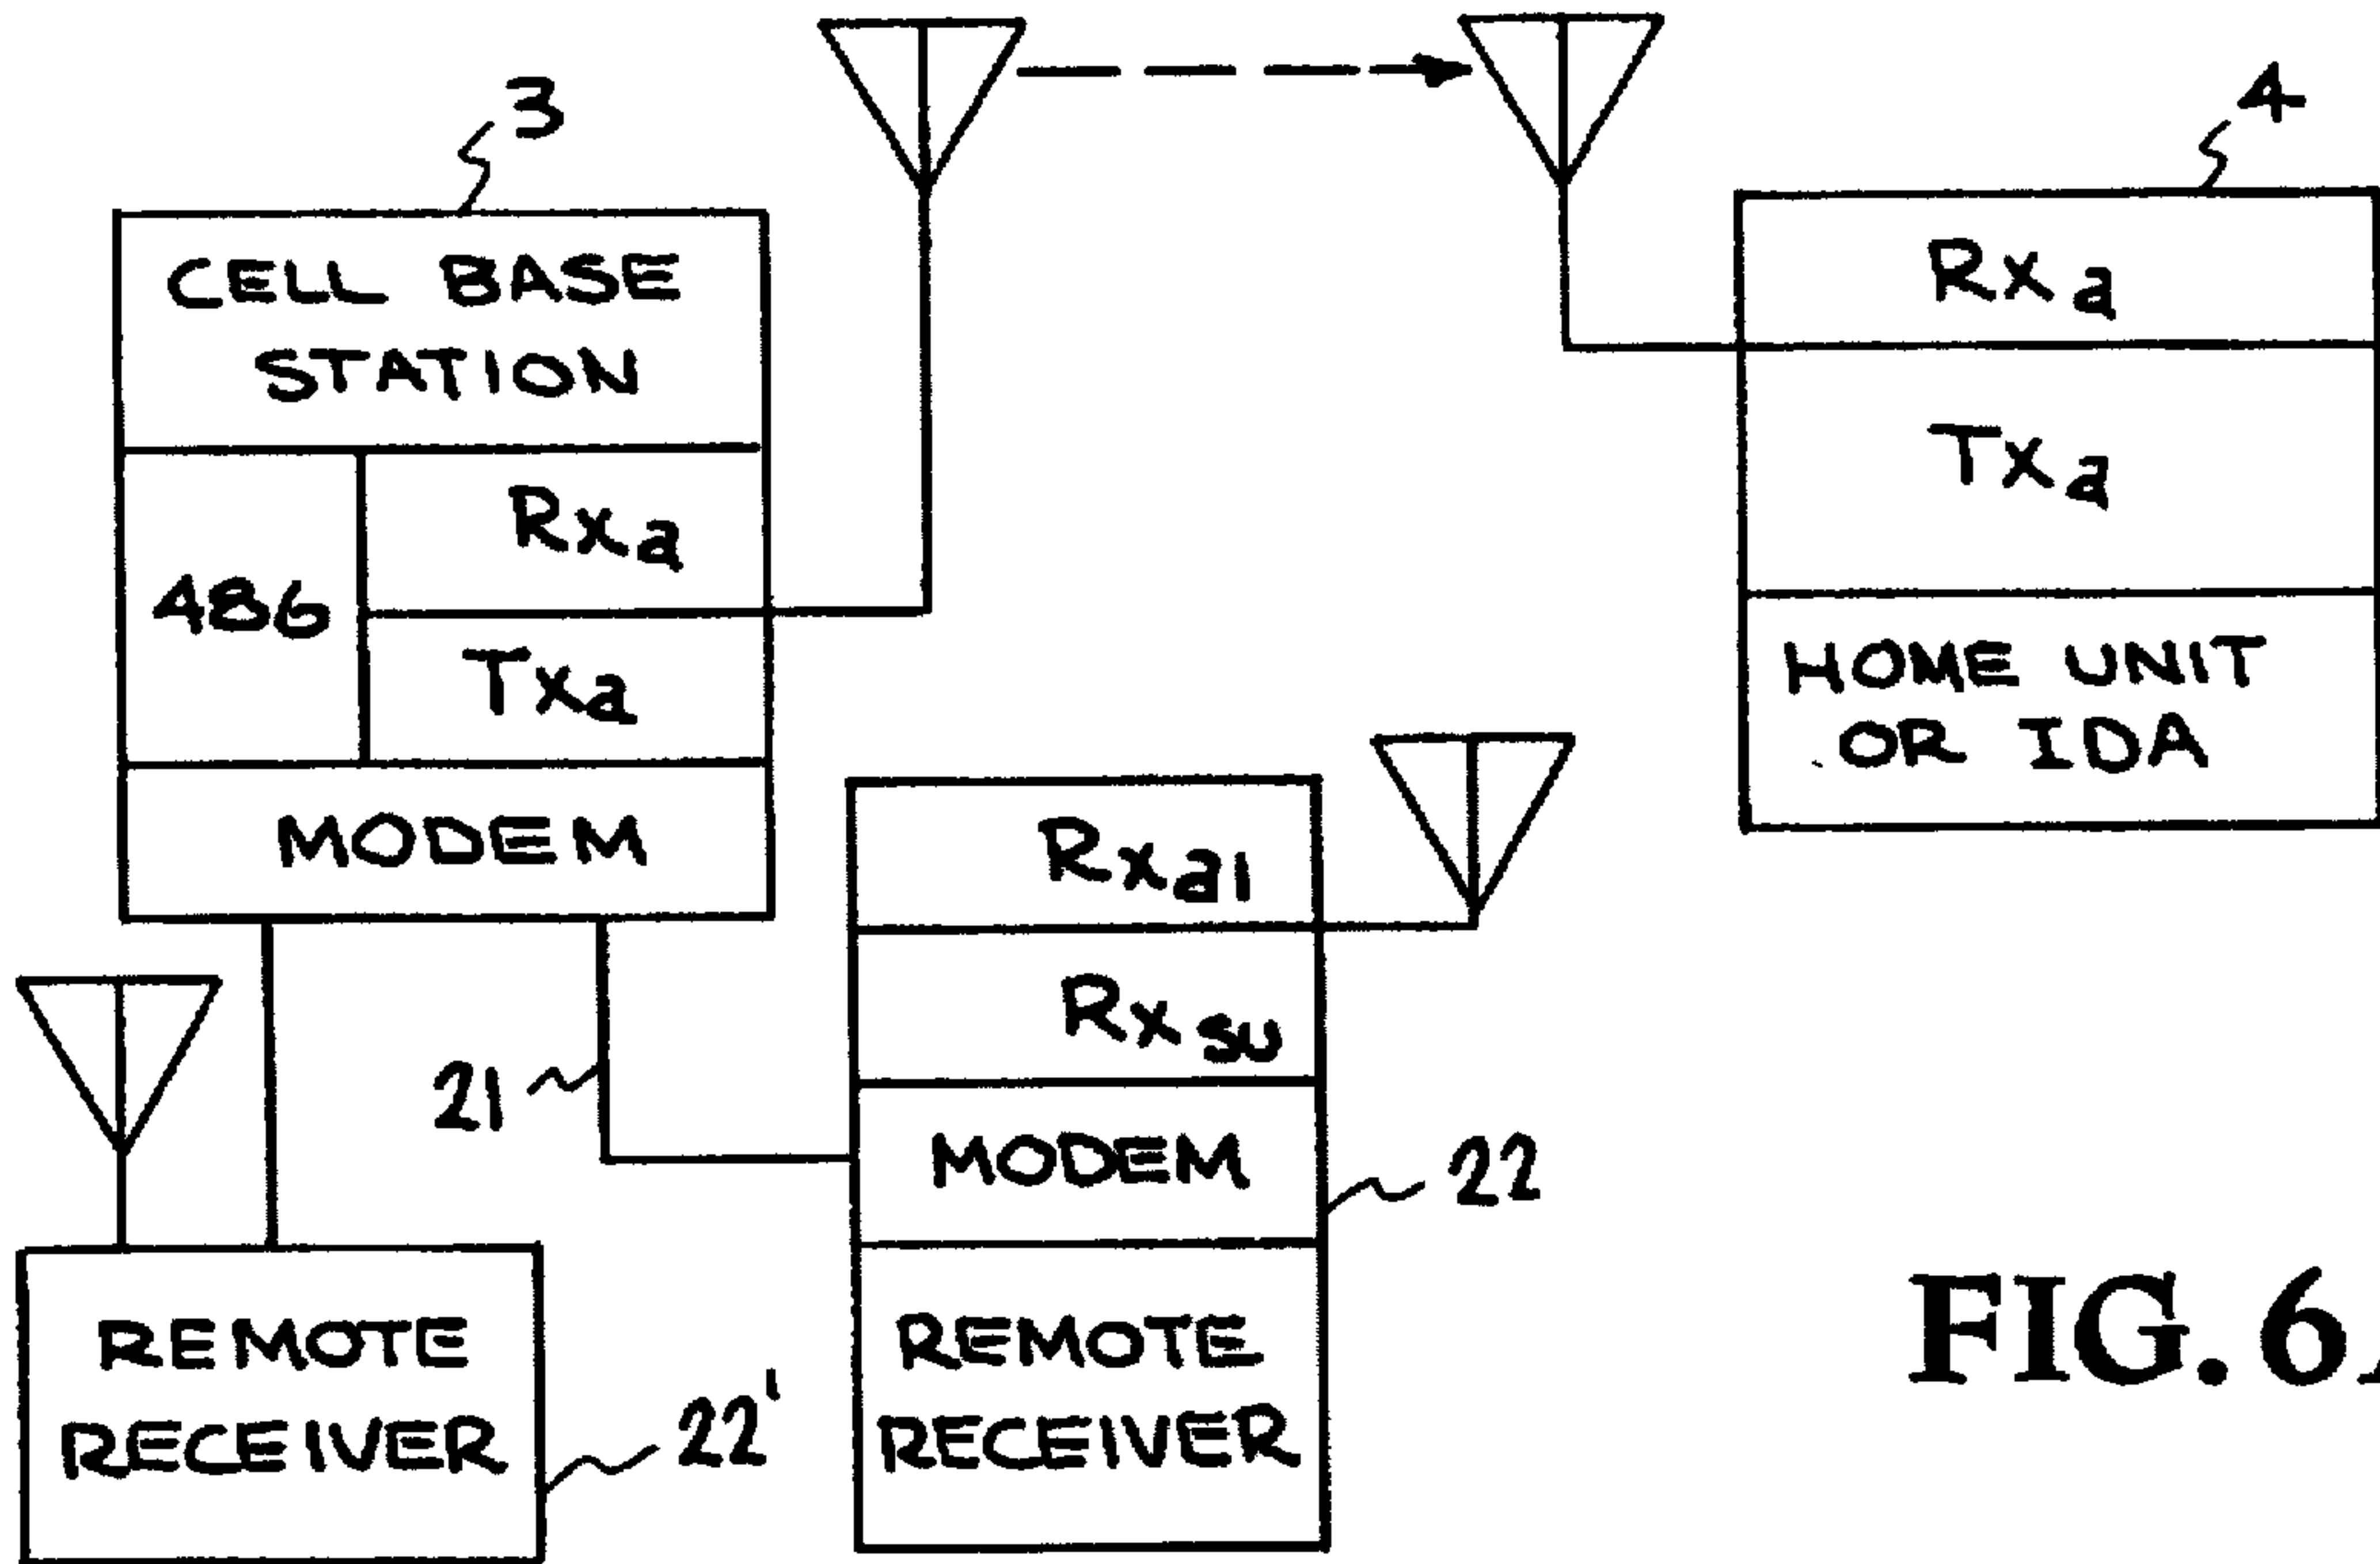 3
CELL BASE
STATION
486
Rxa
Txa
MODEM
4
Rxa
Txa
HOME UNIT
OR IDA
21
Rxa1
Rxsu
MODEM
REMOTE
RECEIVER
22
REMOTE
RECEIVER
22'
FIG. 6